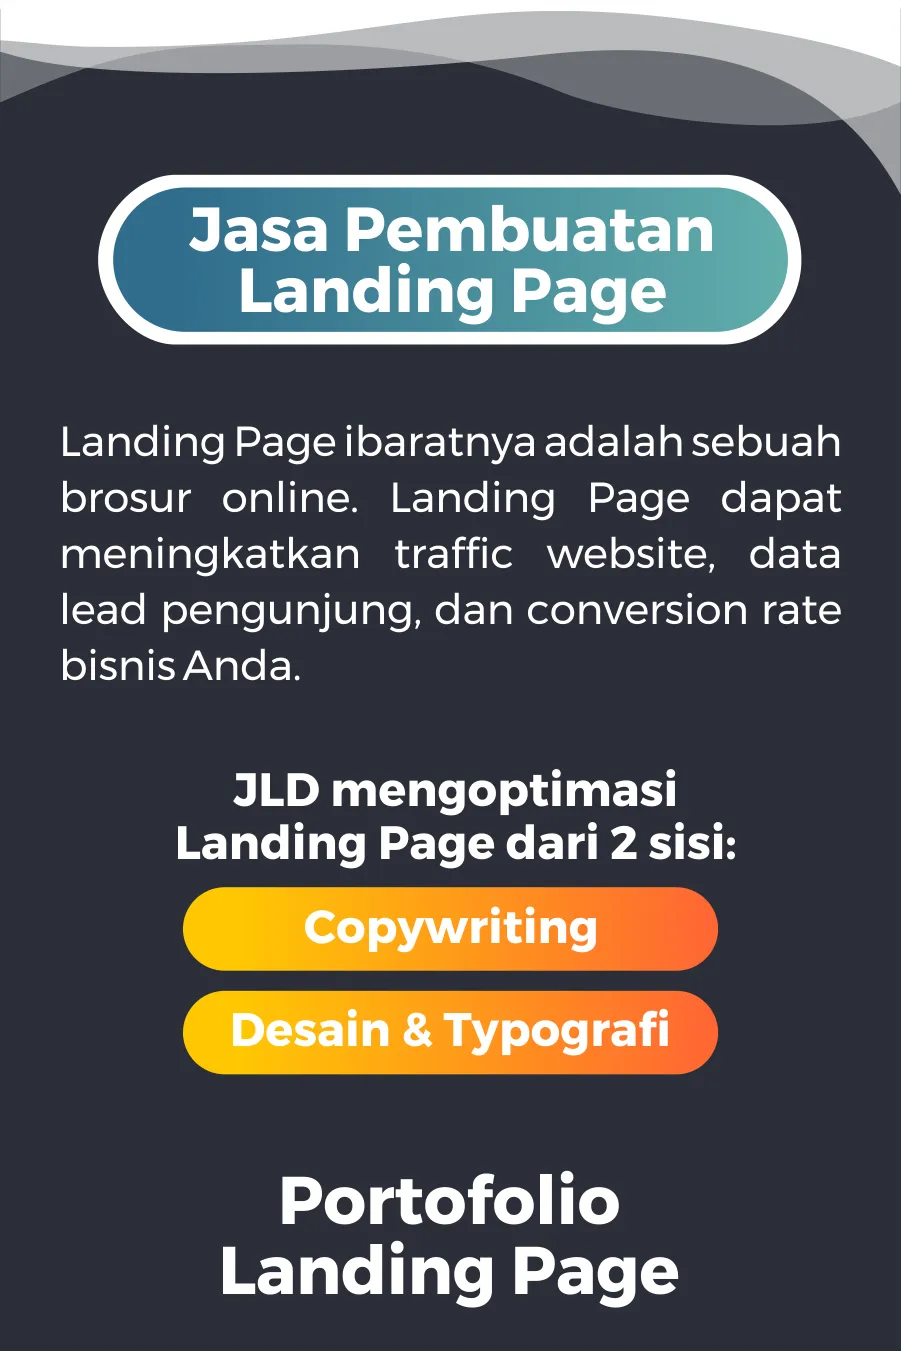 Jasa Pembuatan
Landing Page
Landing Page ibaratnya adalah sebuah
brosur online. Landing Page dapat
meningkatkan traffic website, data
lead pengunjung, dan conversion rate
bisnis Anda.
JLD mengoptimasi
Landing Page dari 2 sisi:
Copywriting
Desain & Typografi
Portofolio
Landing Page